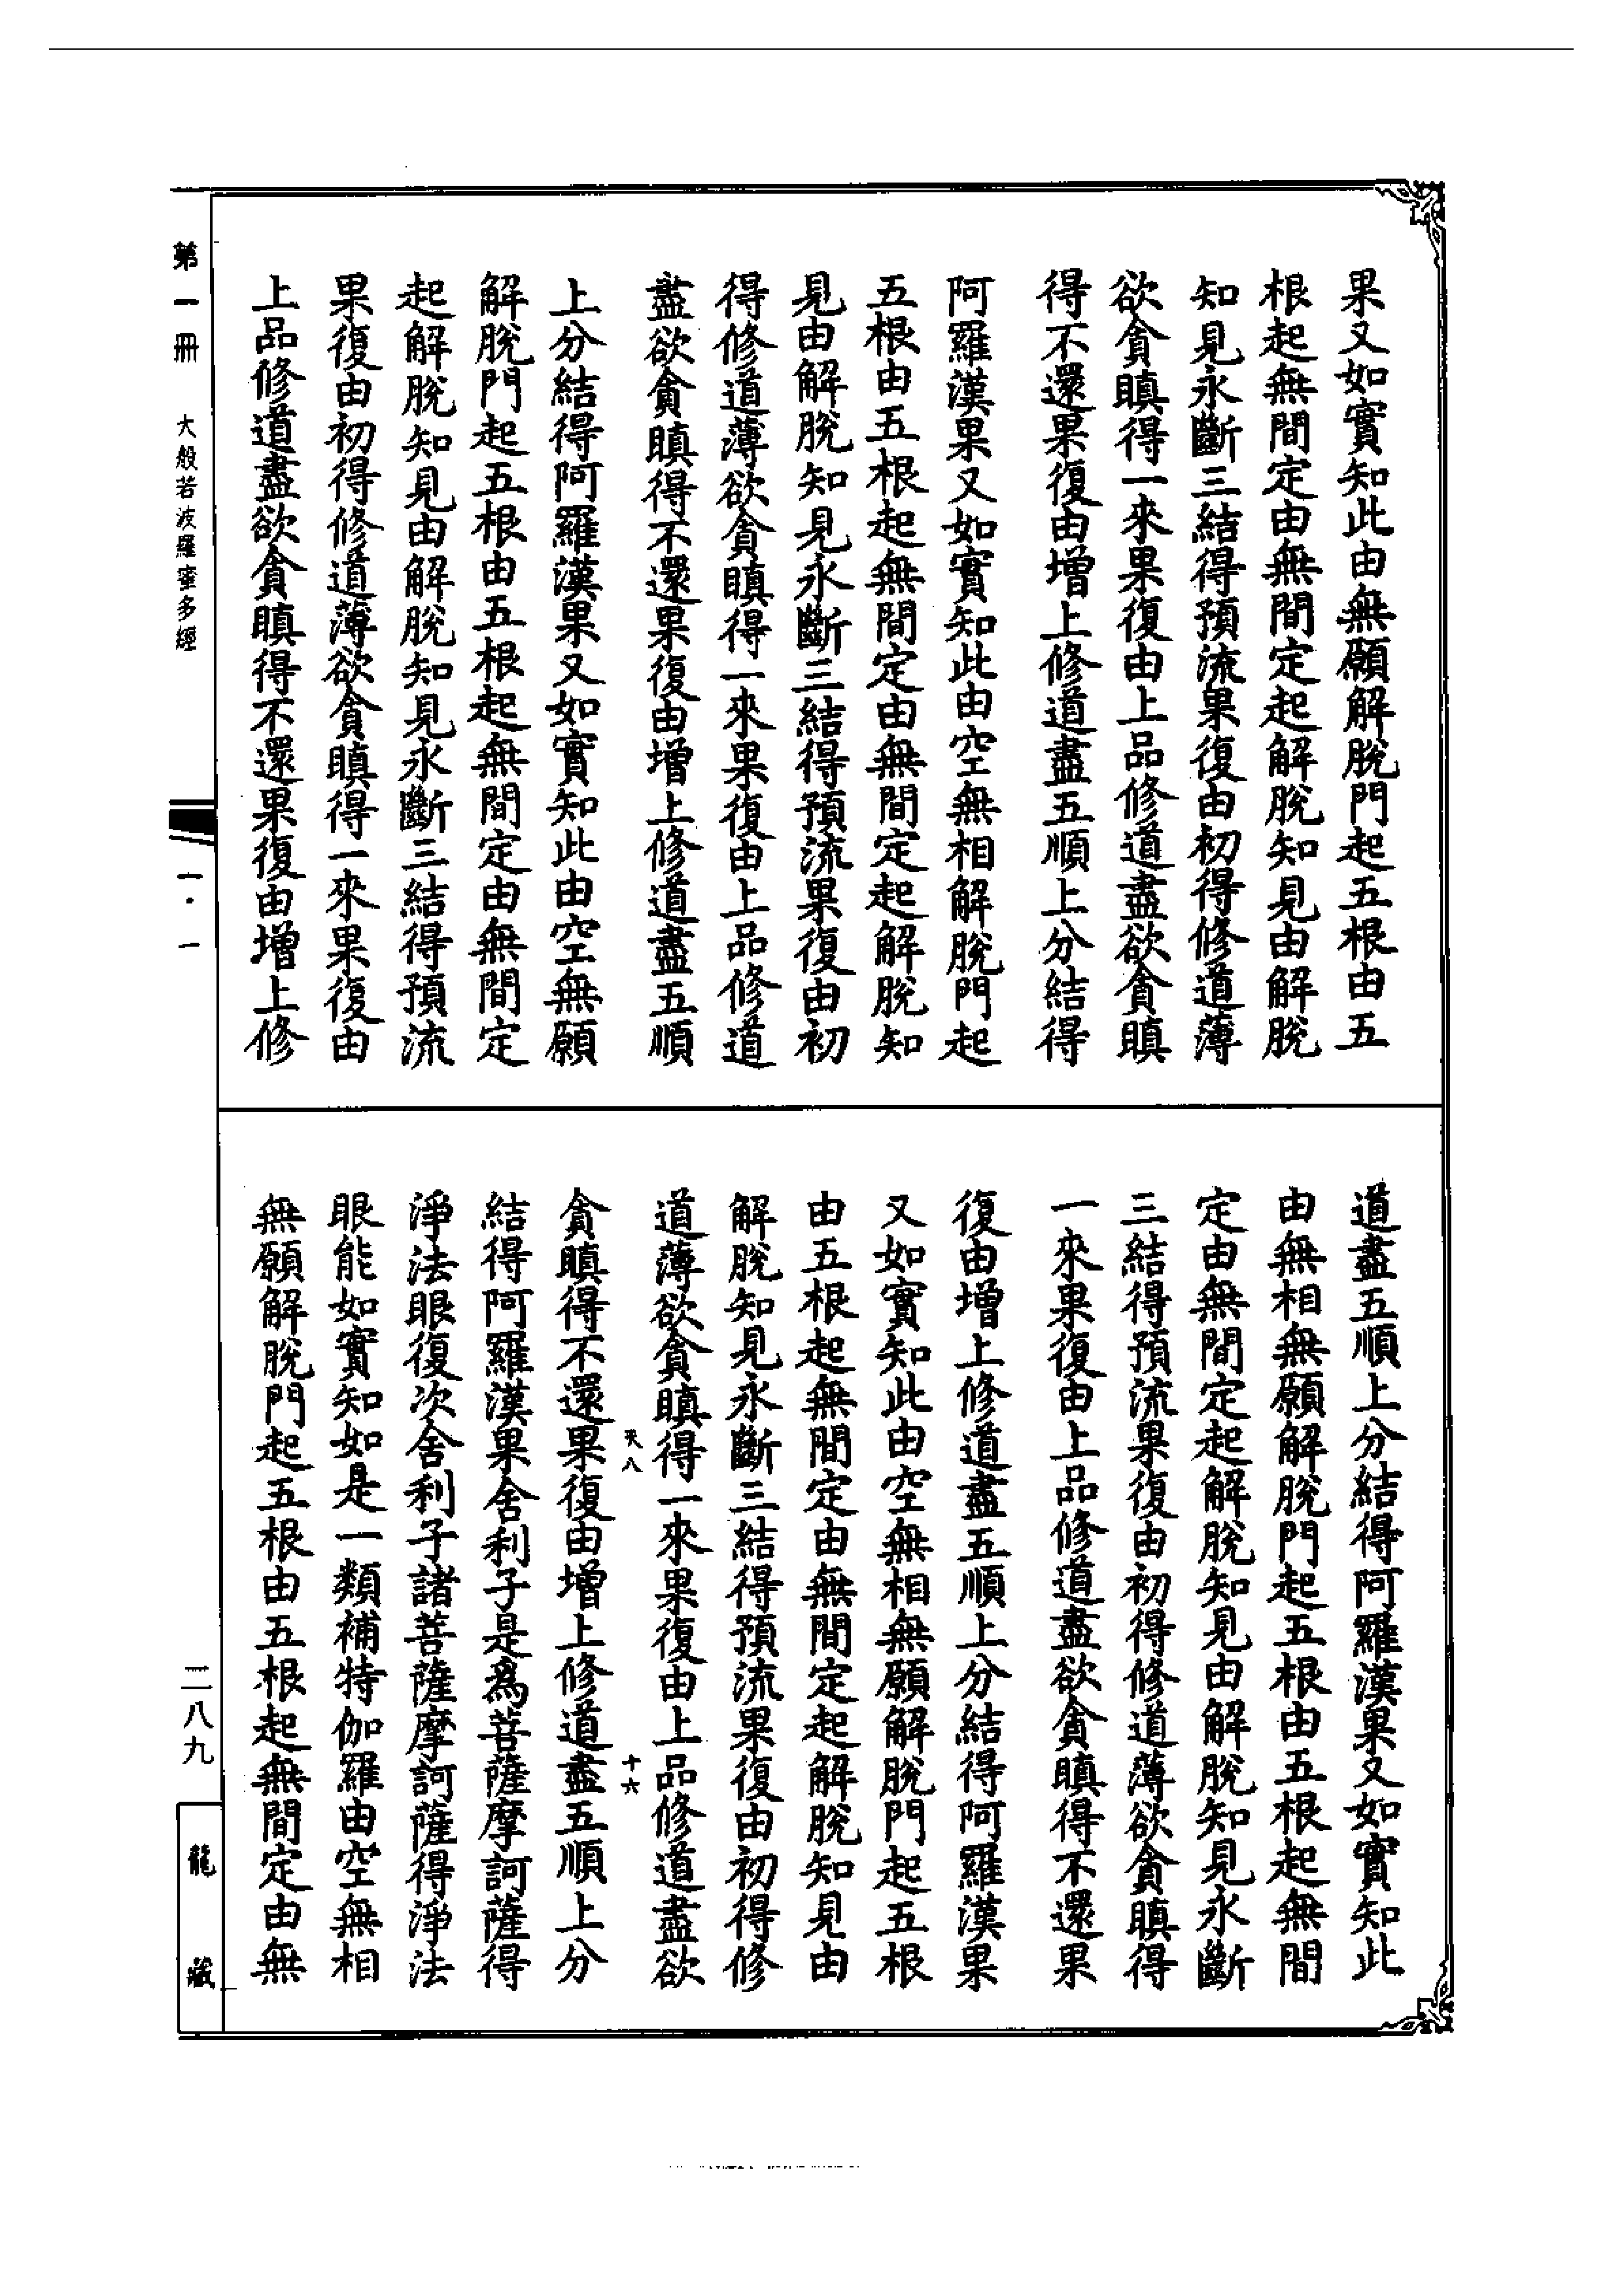 果又如實知此由無願解脫門起五根由五
根起無間定由無間定起解脫知見由解脫
知見永斷三結得預流果復由初得修道薄
欲貪瞋得一來果復由上品修道盡欲貪瞋
得不還果復由增上修道盡五順上分結得
阿羅漢果又如實知此由空無相解脫門起
五根由五根起無間定由無間定起解脫知
見由解脫知見永斷三結得預流果復由初
得修道薄欲貪瞋得一來果復由上品修道
盡欲貪瞋得不還果復由增上修道盡五順
上分結得阿羅漢果又如實知此由空無願
解脫門起五根由五根起無間定由無間定
起解脫知見由解脫知見永斷三結得預流
果復由初得修道薄欲貪瞋得一來果復由
上品修道盡欲貪瞋得不還果復由增上修
道盡五順上分結得阿羅漢果又如實知此
由無相無願解脫門起五根由五根起無間
定由無間定起解脫知見由解脫知見永斷
三結得預流果復由初得修道薄欲貪瞋得
一來果復由上品修道盡欲貪瞋得不還果
復由增上修道盡五順上分結得阿羅漢果
又如實知此由空無相無願解脫門起五根
由五根起無間定由無間定起解脫知見由
解脫知見永斷三結得預流果復由初得修
道薄欲貪瞋得一來果復由上品修道盡欲
八 十六
貪瞋得不還果復由增上修道盡五順上分
結得阿羅漢果舍利子是為菩薩摩訶薩得
淨法眼復次舍利子諸菩薩摩訶薩得淨法
眼能如實知如是一類補特伽羅由空無相
無願解脫門起五根由五根起無間定由無
第一冊 大般若波羅蜜多經 一·一 二八九 龍藏